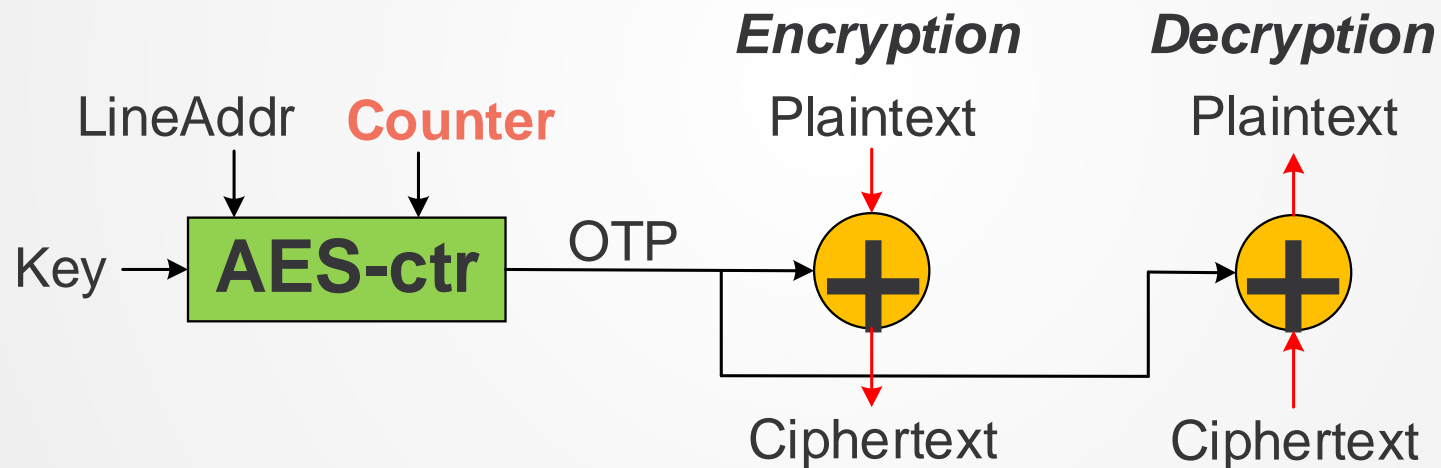 Encryption Decryption
LineAddr Counter Plaintext Plaintext
Key AES-ctr OTP
Ciphertext Ciphertext